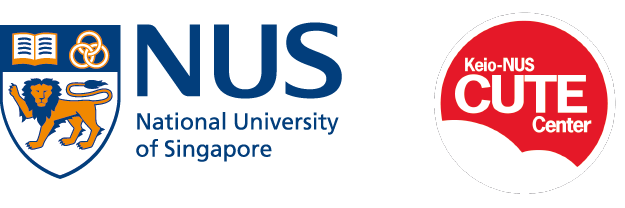 NUS
National University
of Singapore
Keio-NUS
CUTE
Center